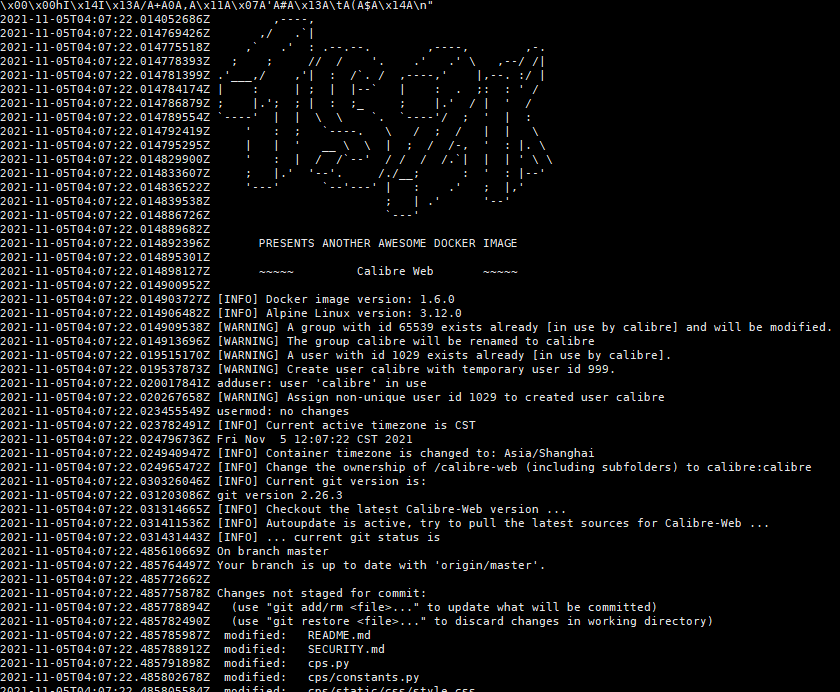 \x00\x00hI\x14I\x13A/A+A0A,A\x11A\x07A'A#A\x13A\tA(A$A\x14A\n"
2021-11-05T04:07:22.014052686Z
2021-11-05T04:07:22.014769426Z
2021-11-05T04:07:22.014775518Z
2021-11-05T04:07:22.014778393Z
2021-11-05T04:07:22.014781399Z
2021-11-05T04:07:22.014784174Z
2021-11-05T04:07:22.014786879Z
2021-11-05T04:07:22.014789554Z
2021-11-05T04:07:22.014792419Z
2021-11-05T04:07:22.014795295Z
2021-11-05T04:07:22.014829900Z
2021-11-05T04:07:22.014833607Z
2021-11-05T04:07:22.014836522Z
2021-11-05T04:07:22.014839538Z
2021-11-05T04:07:22.014886726Z
2021-11-05T04:07:22.014889682Z
2021-11-05T04:07:22.014892396Z PRESENTS ANOTHER AWESOME DOCKER IMAGE
2021-11-05T04:07:22.014895301Z
2021-11-05T04:07:22.014898127Z ~~~~~ Calibre Web ~~~~~
2021-11-05T04:07:22.014900952Z
2021-11-05T04:07:22.014903727Z [INFO] Docker image version: 1.6.0
2021-11-05T04:07:22.014906482Z [INFO] Alpine Linux version: 3.12.0
2021-11-05T04:07:22.014909538Z [WARNING] A group with id 65539 exists already [in use by calibre] and will be modified.
2021-11-05T04:07:22.014913696Z [WARNING] The group calibre will be renamed to calibre
2021-11-05T04:07:22.019515170Z [WARNING] A user with id 1029 exists already [in use by calibre].
2021-11-05T04:07:22.019537873Z [WARNING] Create user calibre with temporary user id 999.
2021-11-05T04:07:22.020017841Z adduser: user 'calibre' in use
2021-11-05T04:07:22.020267658Z [WARNING] Assign non-unique user id 1029 to created user calibre
2021-11-05T04:07:22.023455549Z usermod: no changes
2021-11-05T04:07:22.023782491Z [INFO] Current active timezone is CST
2021-11-05T04:07:22.024796736Z Fri Nov  5 12:07:22 CST 2021
2021-11-05T04:07:22.024940947Z [INFO] Container timezone is changed to: Asia/Shanghai
2021-11-05T04:07:22.024965472Z [INFO] Change the ownership of /calibre-web (including subfolders) to calibre:calibre
2021-11-05T04:07:22.030326046Z [INFO] Current git version is:
2021-11-05T04:07:22.031203086Z git version 2.26.3
2021-11-05T04:07:22.031314665Z [INFO] Checkout the latest Calibre-Web version ...
2021-11-05T04:07:22.031411536Z [INFO] Autoupdate is active, try to pull the latest sources for Calibre-Web ...
2021-11-05T04:07:22.031431443Z [INFO] ... current git status is
2021-11-05T04:07:22.485610669Z On branch master
2021-11-05T04:07:22.485764497Z Your branch is up to date with 'origin/master'.
2021-11-05T04:07:22.485772662Z
2021-11-05T04:07:22.485775878Z Changes not staged for commit:
2021-11-05T04:07:22.485778894Z   (use "git add/rm <file>..." to update what will be committed)
2021-11-05T04:07:22.485782490Z   (use "git restore <file>..." to discard changes in working directory)
2021-11-05T04:07:22.485785987Z  modified:   README.md
2021-11-05T04:07:22.485788912Z  modified:   SECURITY.md
2021-11-05T04:07:22.485791898Z  modified:   cps.py
2021-11-05T04:07:22.485802678Z  modified:   cps/constants.py
2021-11-05T04:07:22.485805584Z  modified:   cps/static/css/style.css